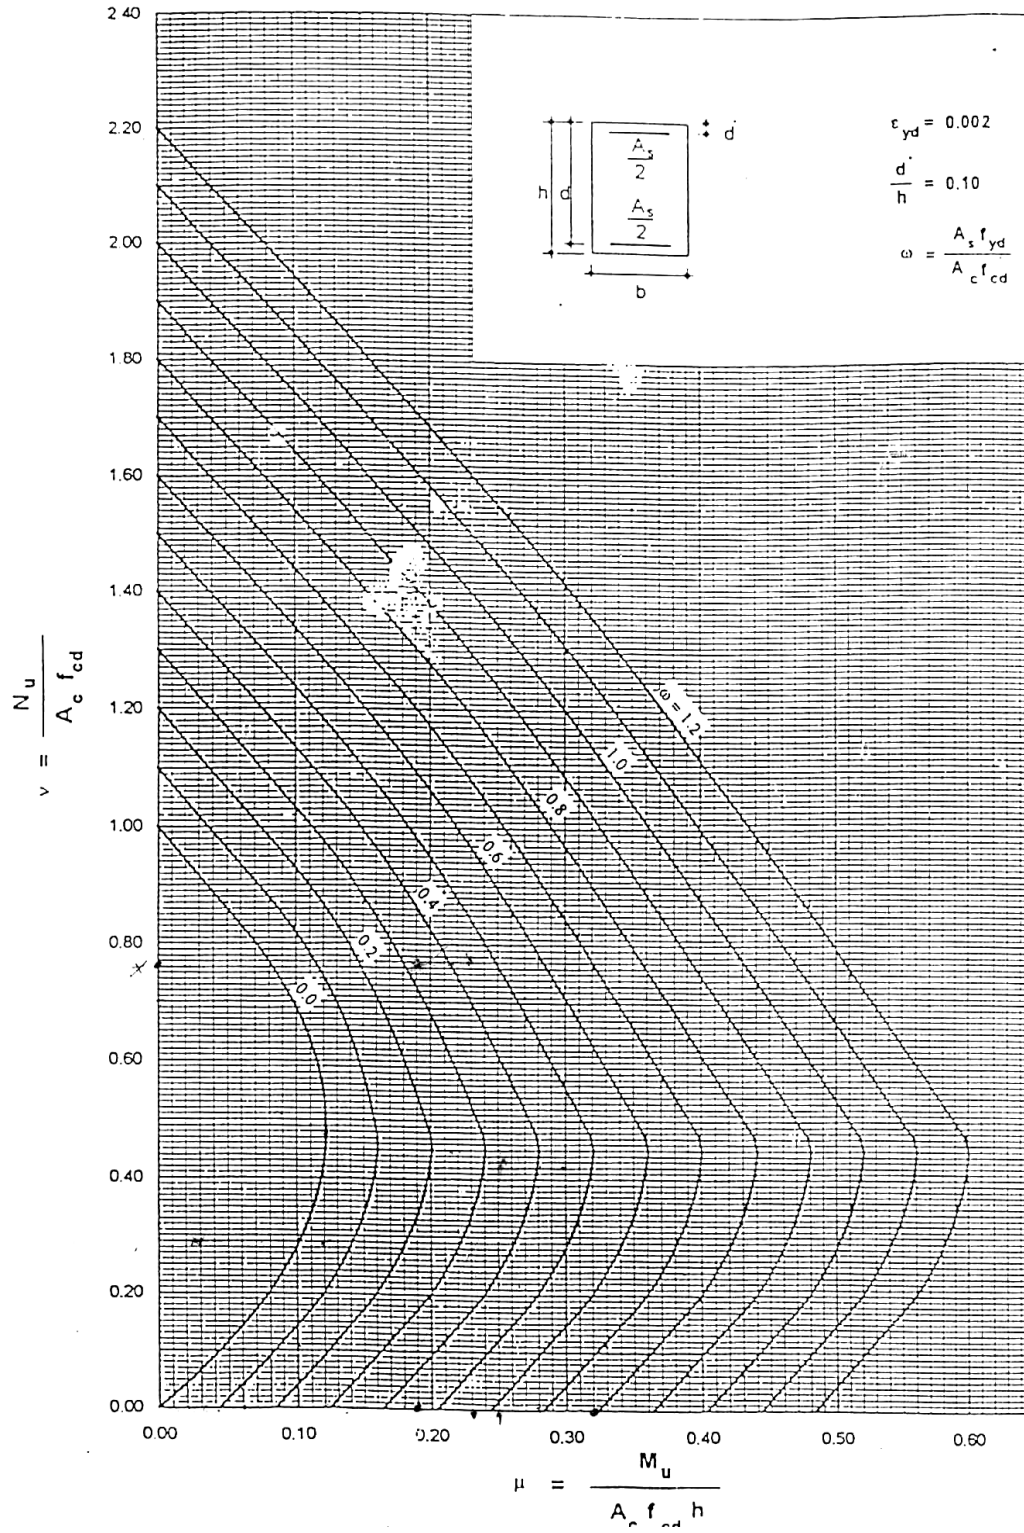 2.40
2.20
2.00
1.80
1.60
1.40
1.20
1.00
0.80
0.60
0.40
0.20
0.00
ν = N_u / A_c f_cd
h
d
A_s / 2
A_s / 2
b
d'
ε_yd = 0.002
d' / h = 0.10
ω = A_s f_yd / A_c f_cd
ω = 1.2
1.0
0.8
0.6
0.4
0.2
0.0
0.00 0.10 0.20 0.30 0.40 0.50 0.60
μ = M_u / A_c f_cd h